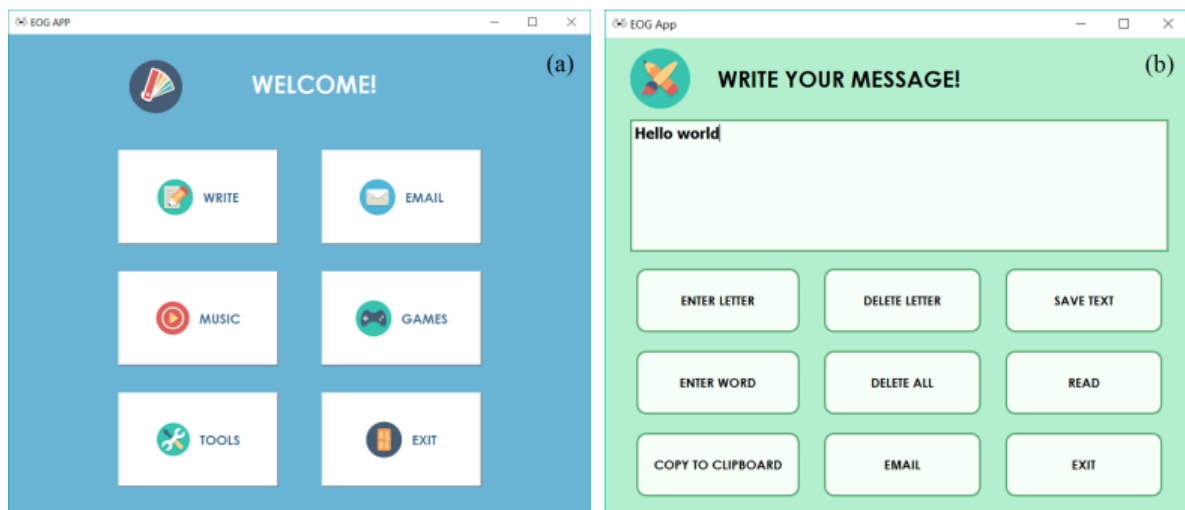 EOG APP
(a)
WELCOME!
WRITE
EMAIL
MUSIC
GAMES
TOOLS
EXIT
EOG App
(b)
WRITE YOUR MESSAGE!
Hello world
ENTER LETTER
DELETE LETTER
SAVE TEXT
ENTER WORD
DELETE ALL
READ
COPY TO CLIPBOARD
EMAIL
EXIT